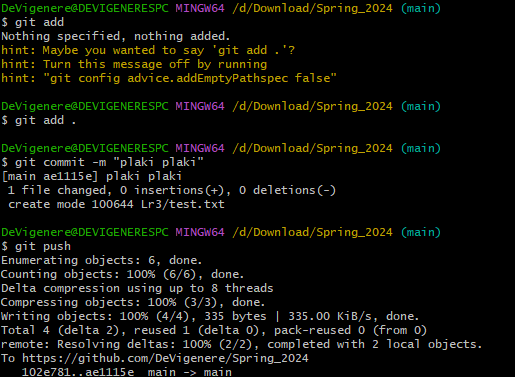 DeVigenere@DEVIGENERESPC MINGW64 /d/Download/Spring_2024 (main)
$ git add
Nothing specified, nothing added.
hint: Maybe you wanted to say 'git add .'?
hint: Turn this message off by running
hint: "git config advice.addEmptyPathspec false"
DeVigenere@DEVIGENERESPC MINGW64 /d/Download/Spring_2024 (main)
$ git add .
DeVigenere@DEVIGENERESPC MINGW64 /d/Download/Spring_2024 (main)
$ git commit -m "plaki plaki"
[main ae1115e] plaki plaki
 1 file changed, 0 insertions(+), 0 deletions(-)
 create mode 100644 Lr3/test.txt
DeVigenere@DEVIGENERESPC MINGW64 /d/Download/Spring_2024 (main)
$ git push
Enumerating objects: 6, done.
Counting objects: 100% (6/6), done.
Delta compression using up to 8 threads
Compressing objects: 100% (3/3), done.
Writing objects: 100% (4/4), 335 bytes | 335.00 KiB/s, done.
Total 4 (delta 2), reused 1 (delta 0), pack-reused 0 (from 0)
remote: Resolving deltas: 100% (2/2), completed with 2 local objects.
To https://github.com/DeVigenere/Spring_2024
   102e781..ae1115e  main -> main